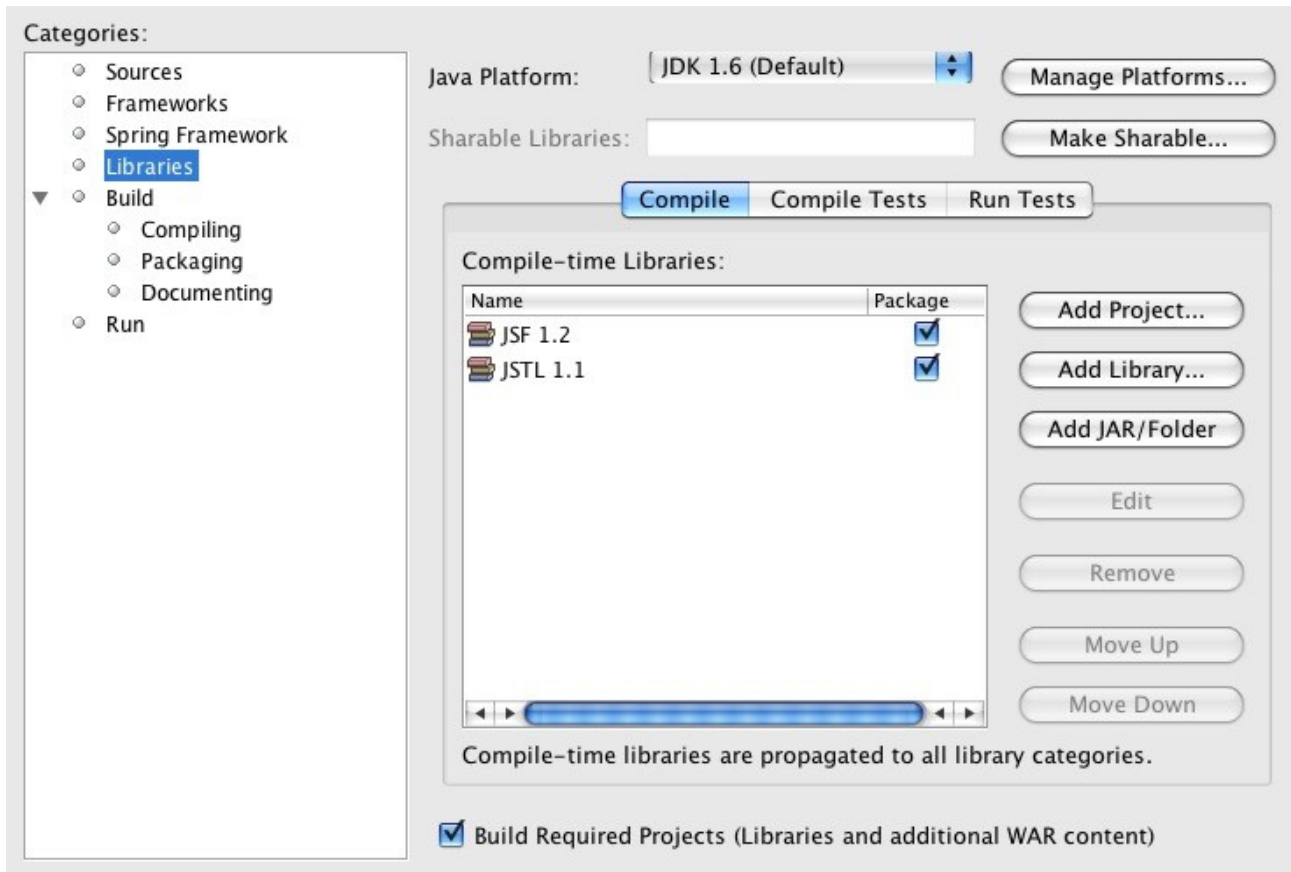 Categories:
Sources
Frameworks
Spring Framework
Libraries
Build
Compiling
Packaging
Documenting
Run
Java Platform: JDK 1.6 (Default) Manage Platforms...
Sharable Libraries: Make Sharable...
Compile Compile Tests Run Tests
Compile-time Libraries:
Name Package
JSF 1.2
JSTL 1.1
Add Project...
Add Library...
Add JAR/Folder
Edit
Remove
Move Up
Move Down
Compile-time libraries are propagated to all library categories.
Build Required Projects (Libraries and additional WAR content)